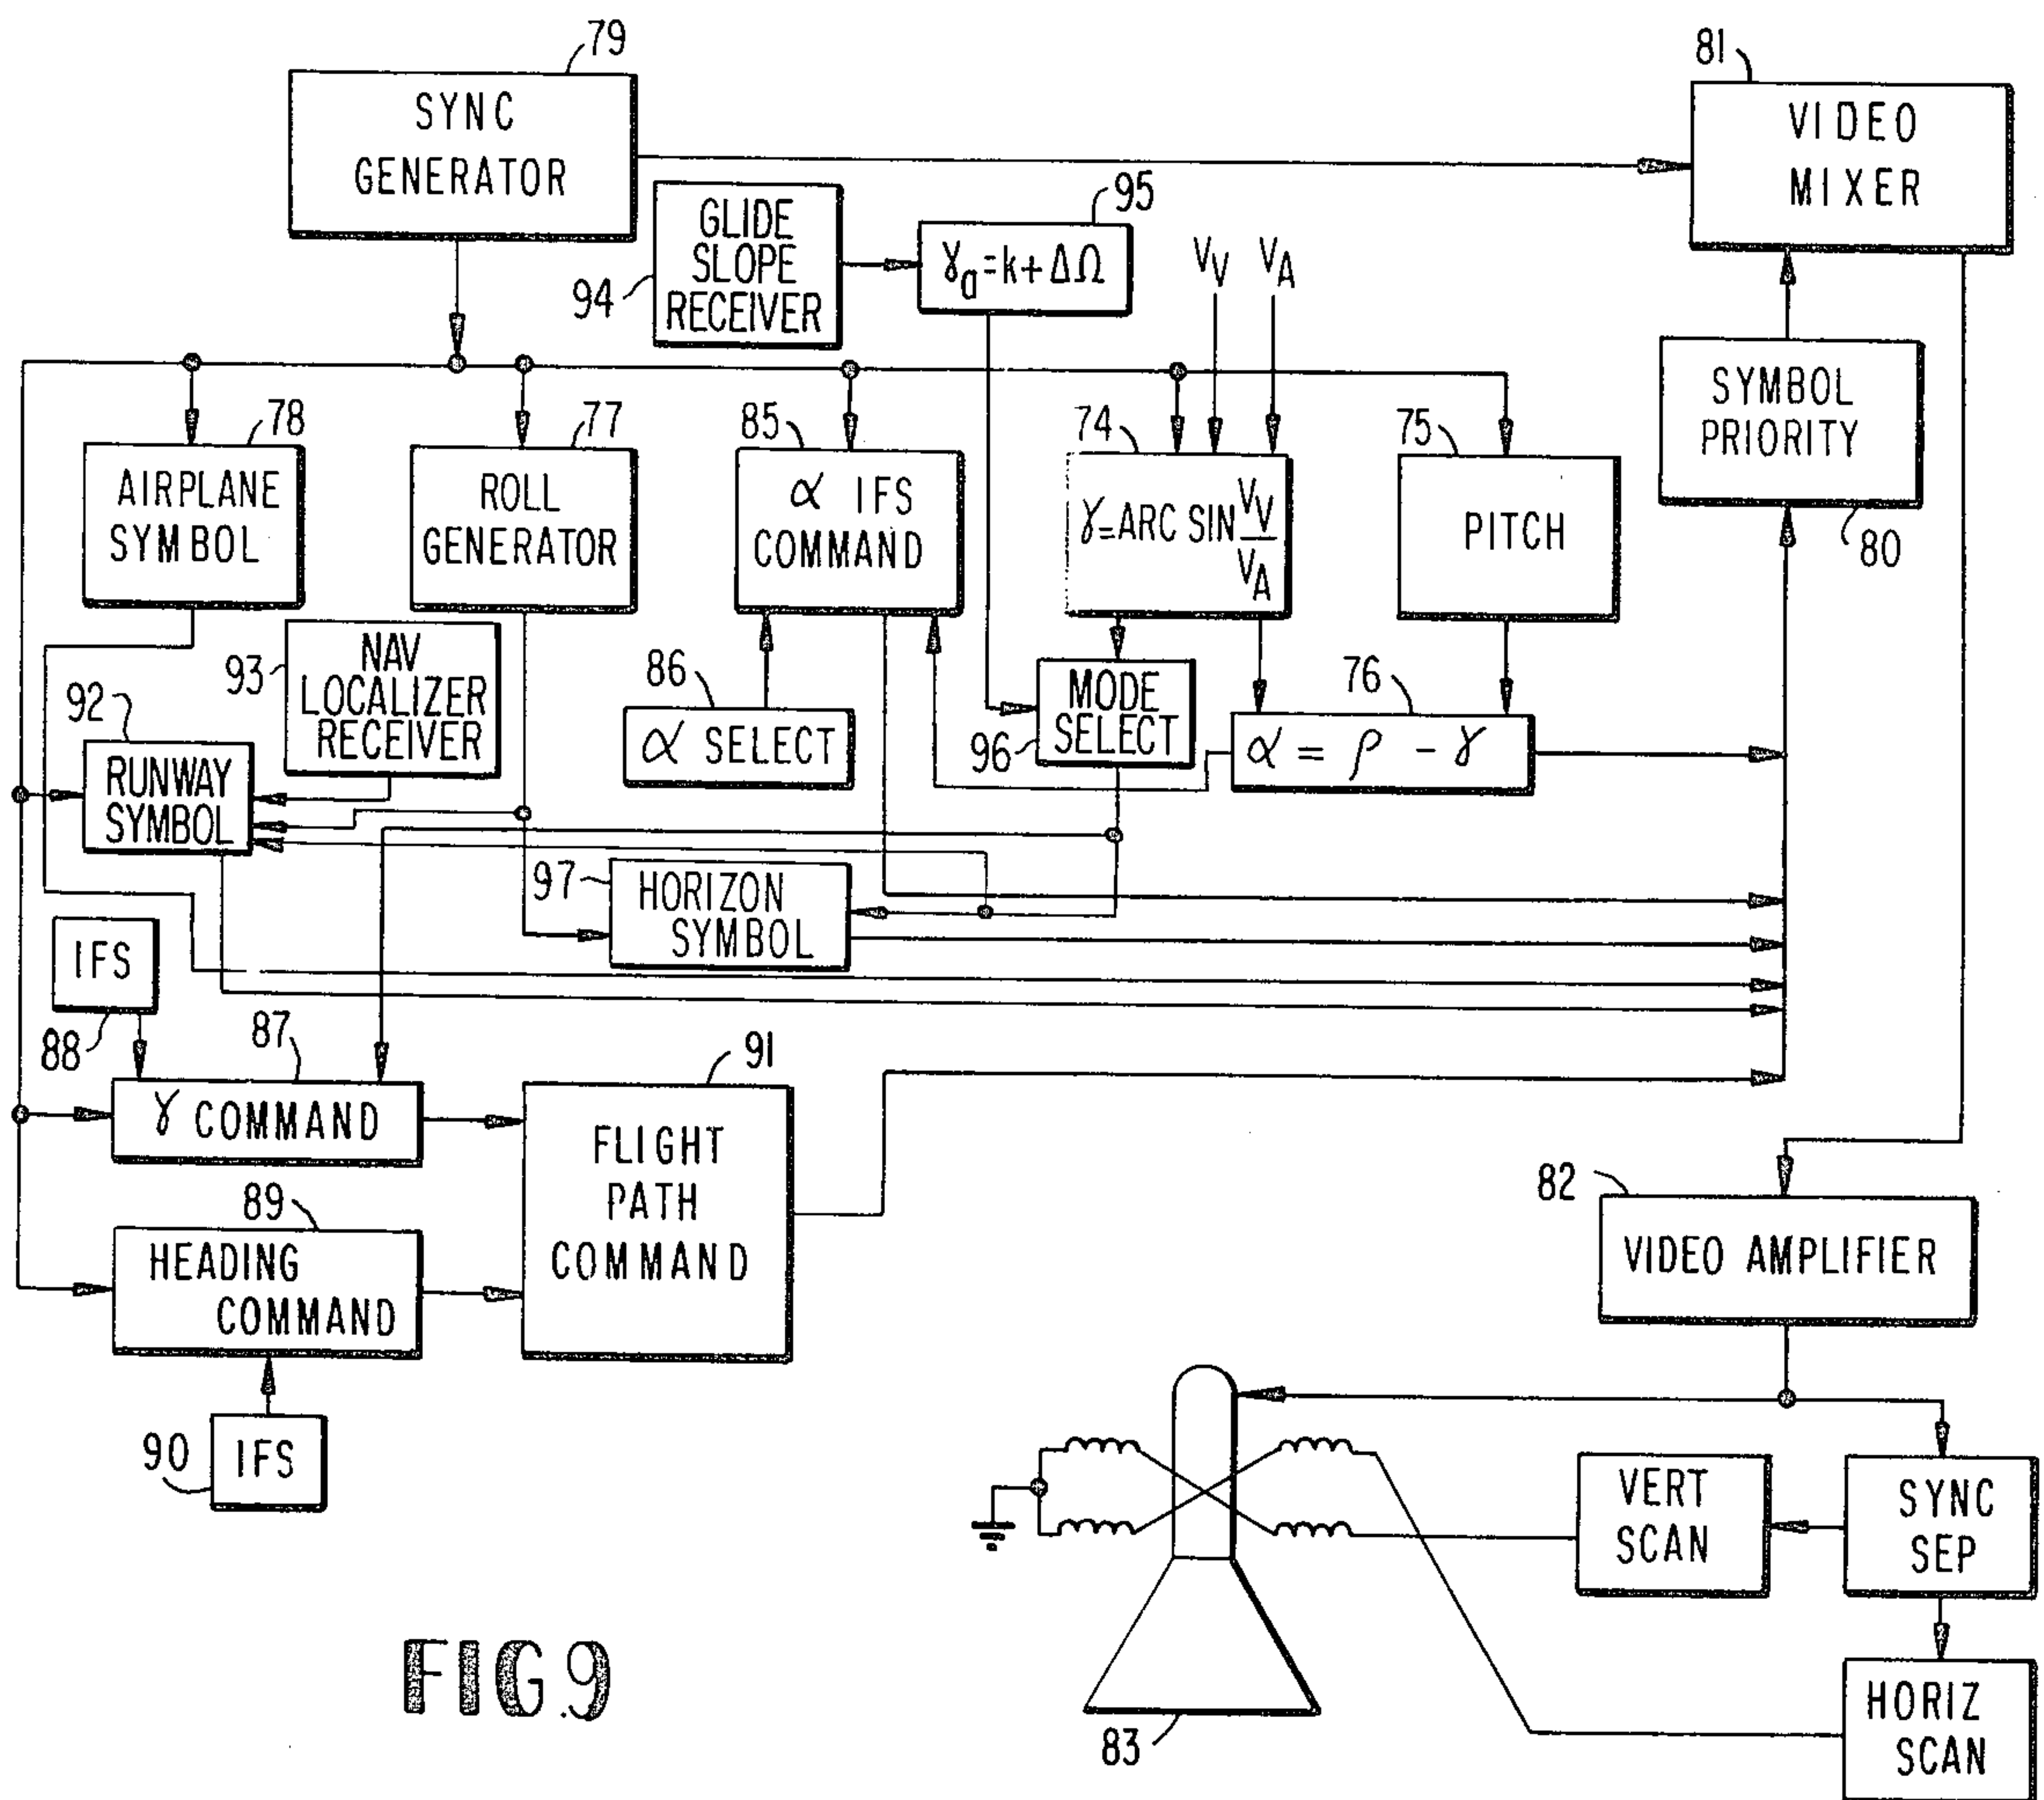 79
SYNC
GENERATOR
81
VIDEO
MIXER
94
GLIDE
SLOPE
RECEIVER
95
γa = k + ΔΩ
VV VA
78
AIRPLANE
SYMBOL
77
ROLL
GENERATOR
85
α IFS
COMMAND
74
γ = ARC SIN VV
VA
75
PITCH
SYMBOL
PRIORITY
80
93
NAV
LOCALIZER
RECEIVER
92
RUNWAY
SYMBOL
86
α SELECT
96
MODE
SELECT
76
α = ρ - γ
97
HORIZON
SYMBOL
IFS
88
87
γ COMMAND
91
FLIGHT
PATH
COMMAND
89
HEADING
COMMAND
90
IFS
82
VIDEO AMPLIFIER
VERT
SCAN
SYNC
SEP
HORIZ
SCAN
83
FIG.9